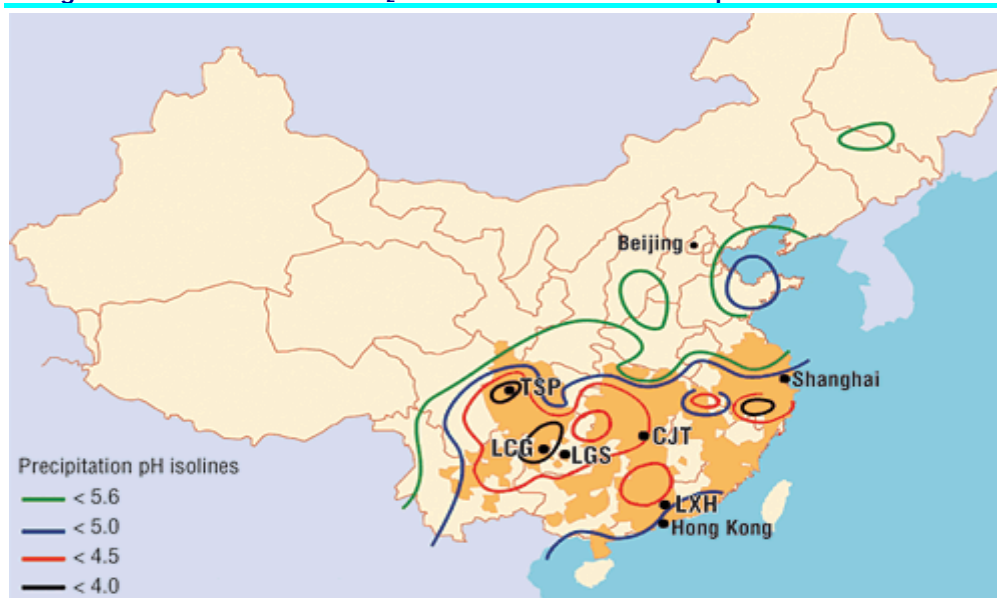 Beijing
Shanghai
TSP
CJT
LCG
LGS
LXH
Hong Kong
Precipitation pH isolines
< 5.6
< 5.0
< 4.5
< 4.0